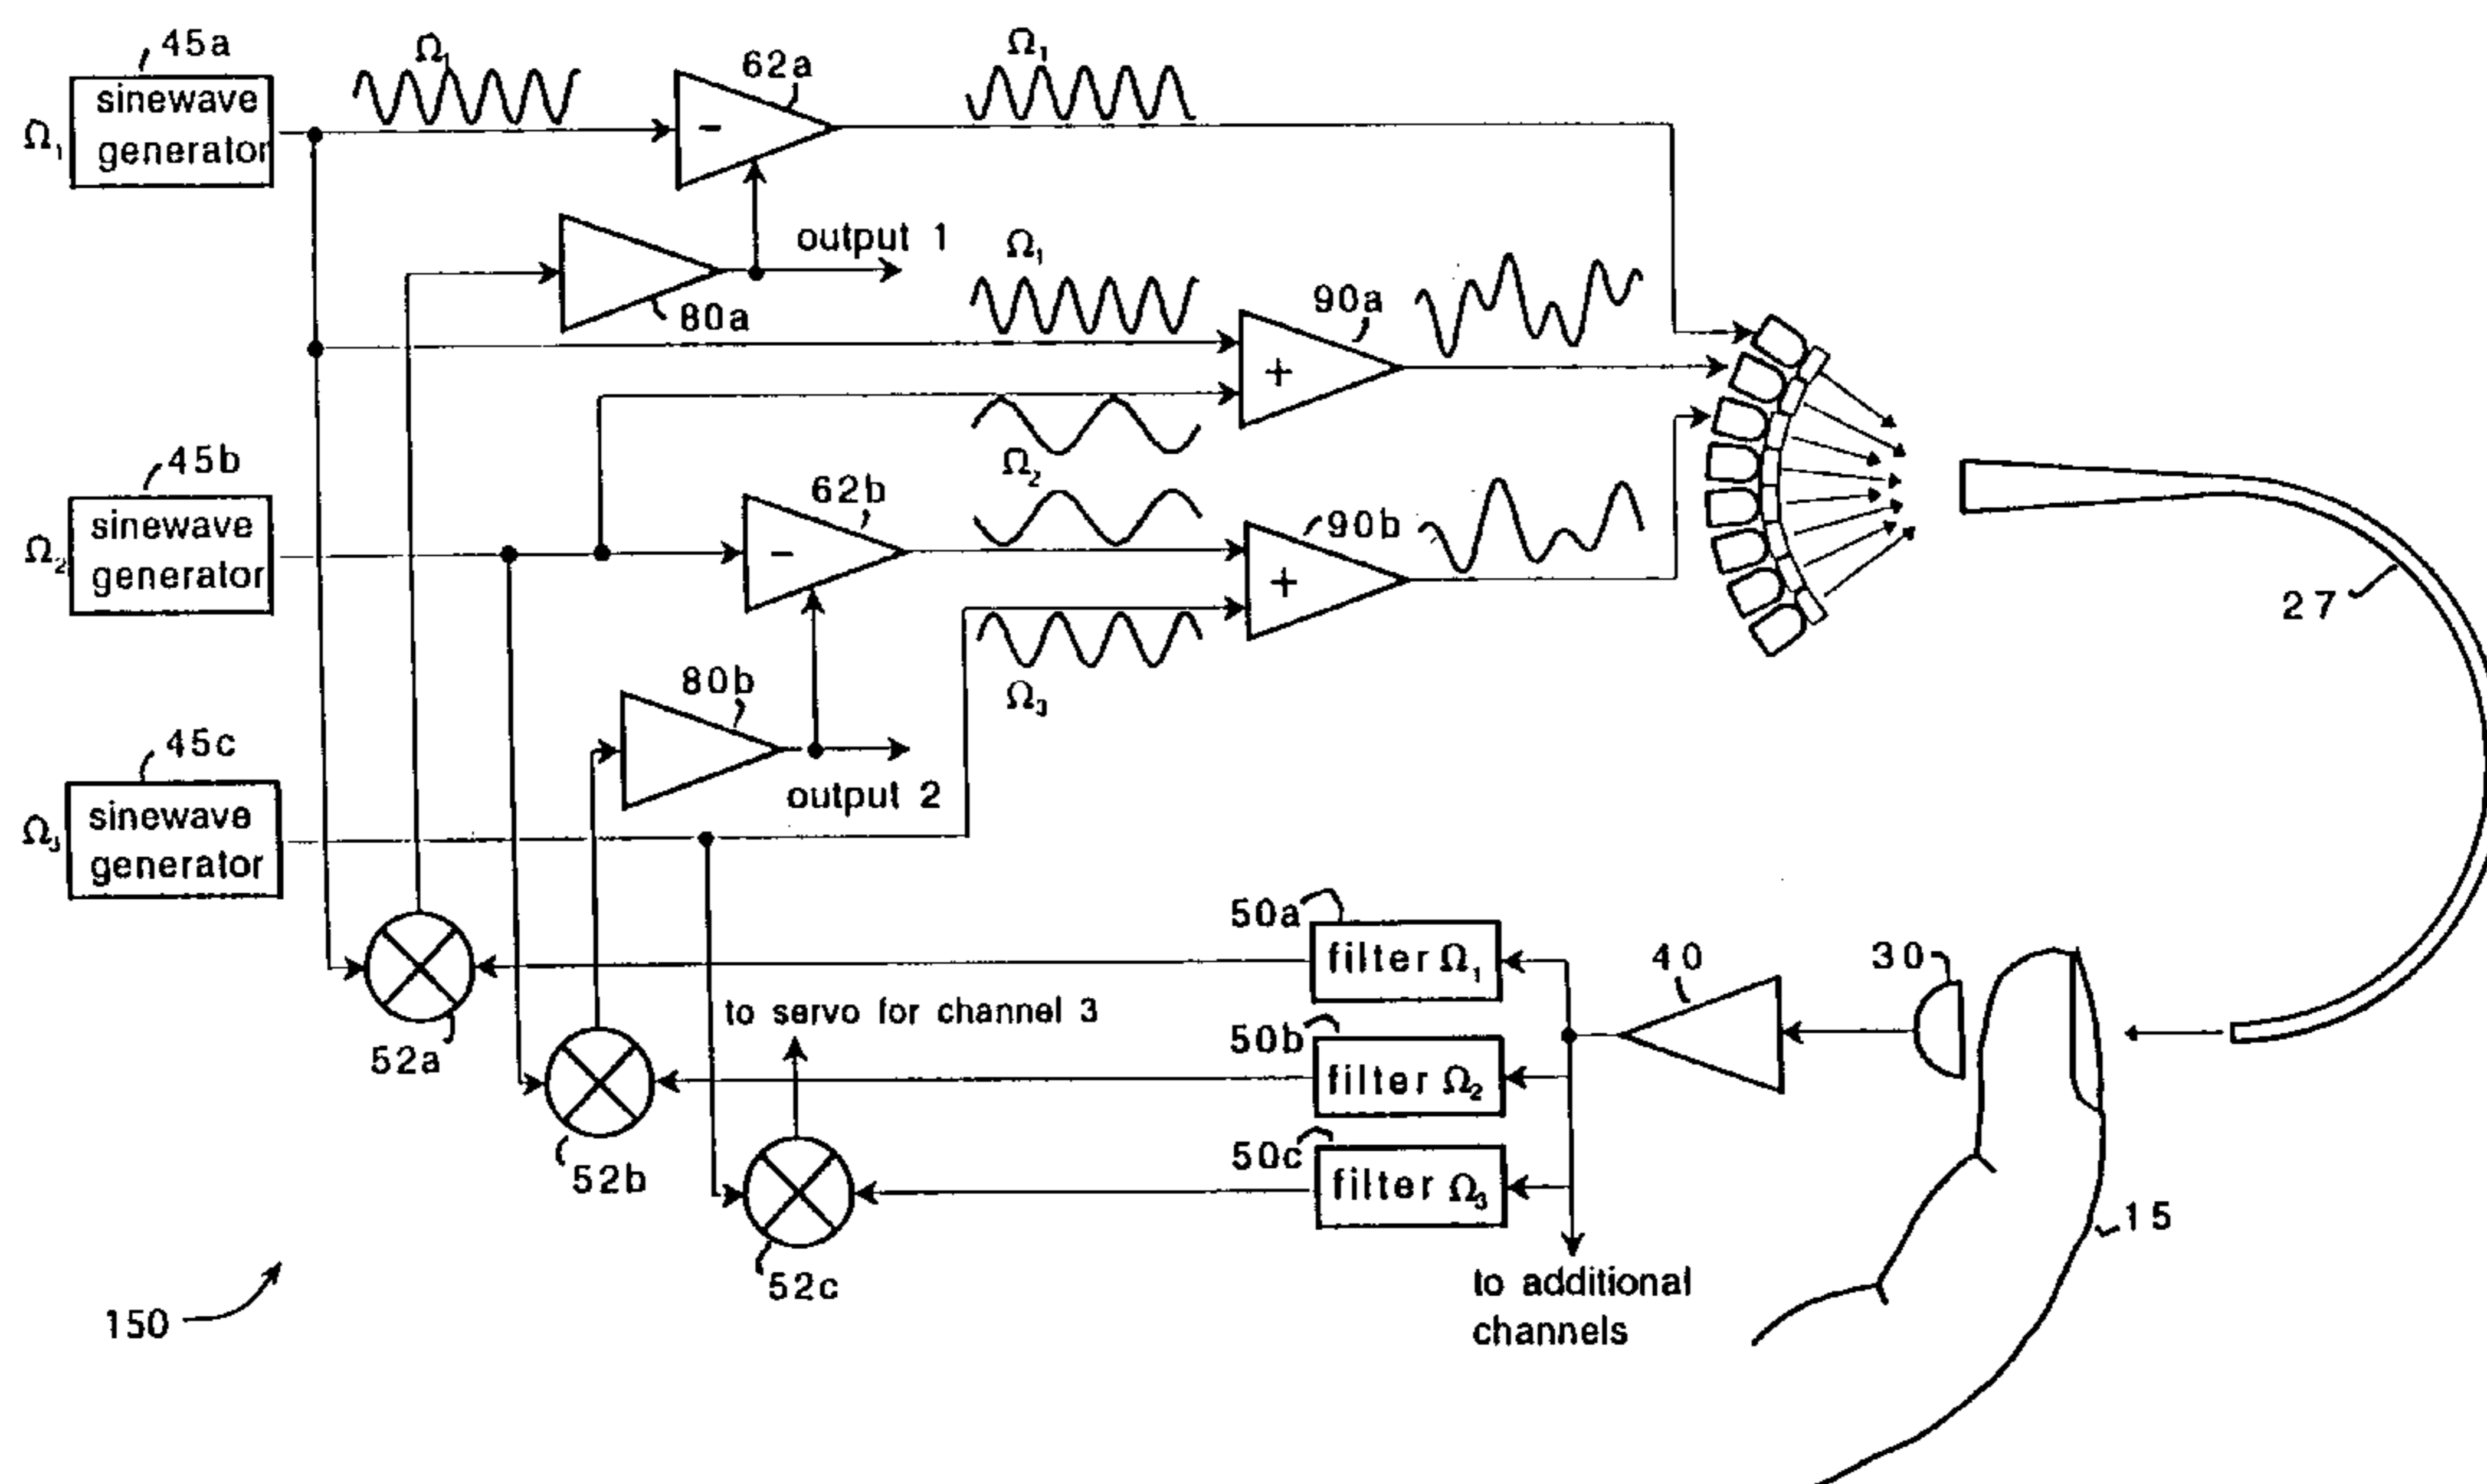 45a
Ω₁
Ω₁
62a
sinewave
generator
Ω₁
-
output 1
Ω₁
80a
90a
+
45b
Ω₂
62b
sinewave
generator
Ω₂
-
90b
+
27
80b
Ω₃
45c
output 2
sinewave
generator
Ω₃
50a
filter Ω₁
40
30
to servo for channel 3
50b
52a
filter Ω₂
50c
52b
filter Ω₃
15
52c
to additional
channels
150